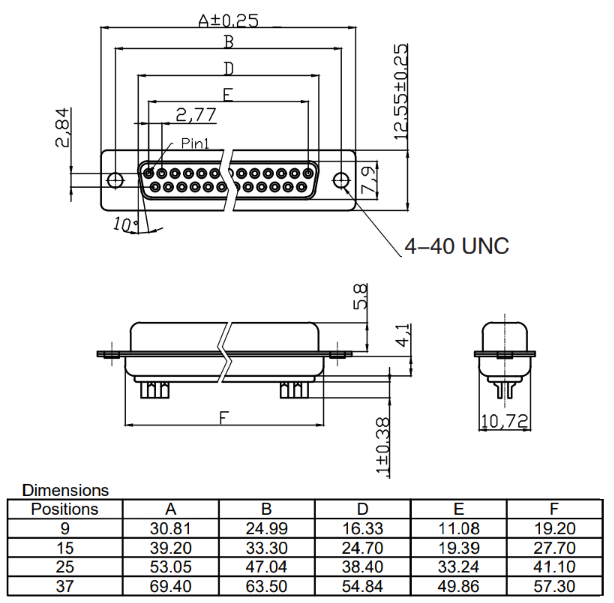 A±0.25
B
D
E
2,77
2,84
Pin1
12.55±0.25
7,9
10°
4–40 UNC
5,8
4,1
F
1±0.38
10,72
Dimensions
Positions A B D E F
9 30.81 24.99 16.33 11.08 19.20
15 39.20 33.30 24.70 19.39 27.70
25 53.05 47.04 38.40 33.24 41.10
37 69.40 63.50 54.84 49.86 57.30